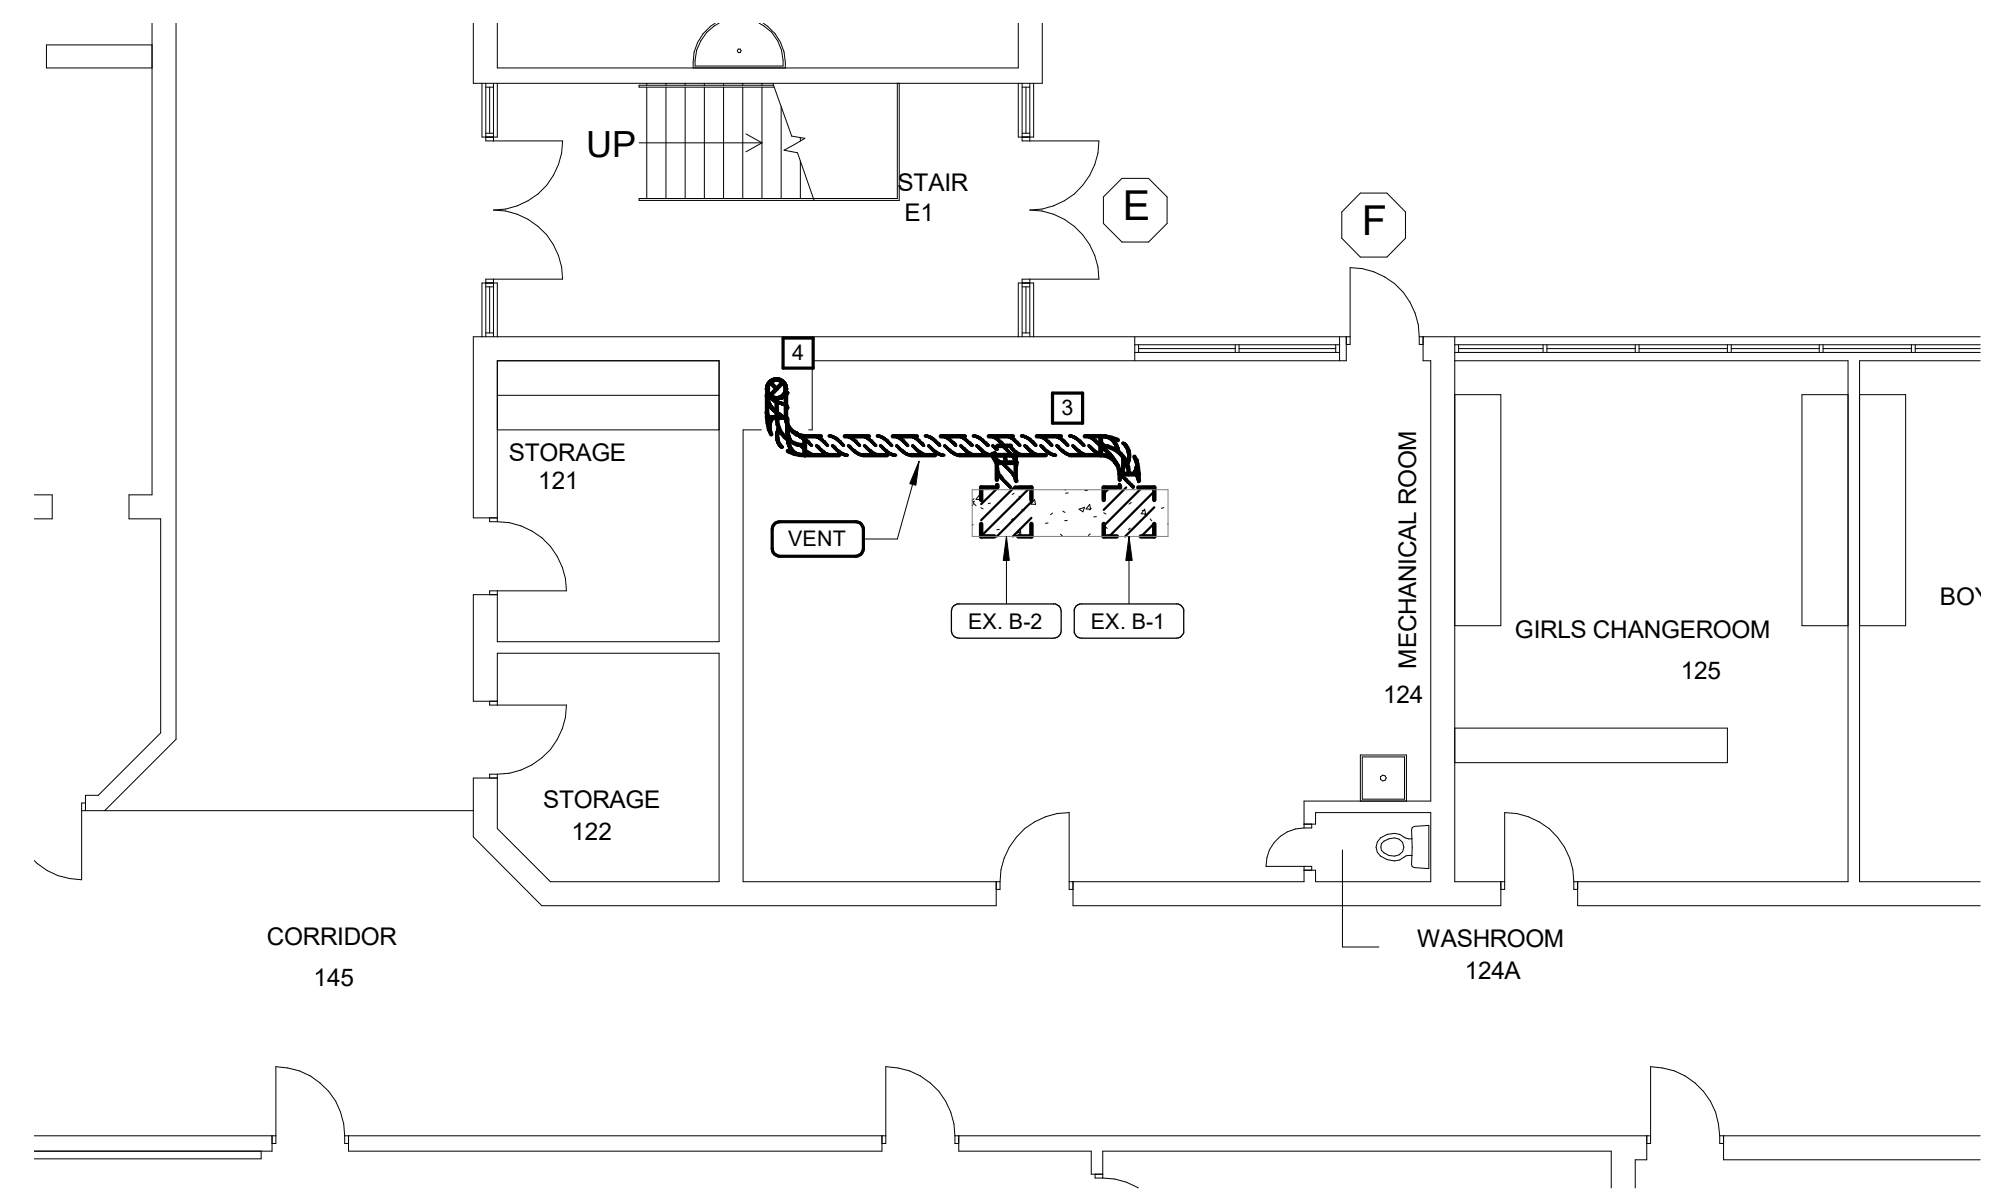 UP
STAIR
E1
E
F
4
3
STORAGE
121
VENT
EX. B-2
EX. B-1
MECHANICAL ROOM
124
GIRLS CHANGEROOM
125
BOY
STORAGE
122
CORRIDOR
145
WASHROOM
124A